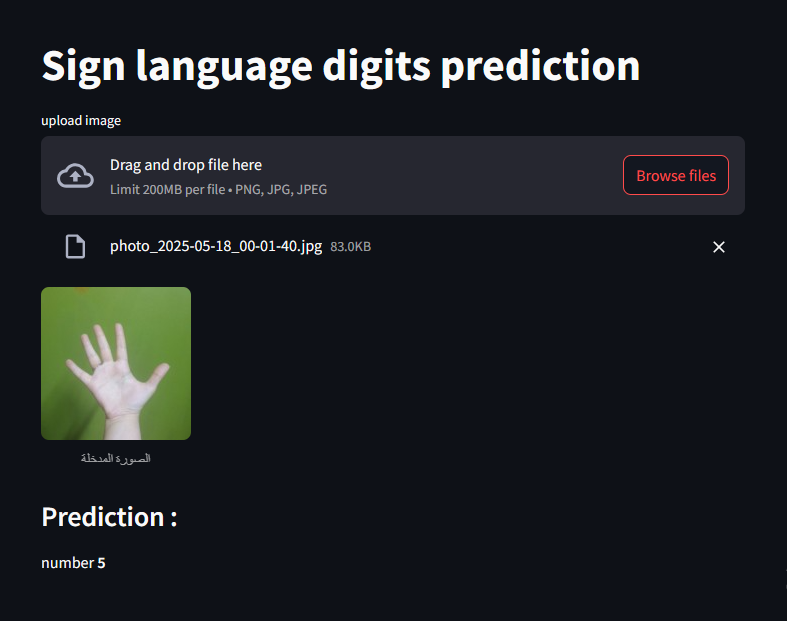 Sign language digits prediction
upload image
Drag and drop file here
Limit 200MB per file • PNG, JPG, JPEG
Browse files
photo_2025-05-18_00-01-40.jpg 83.0KB
الصورة المدخلة
Prediction :
number 5